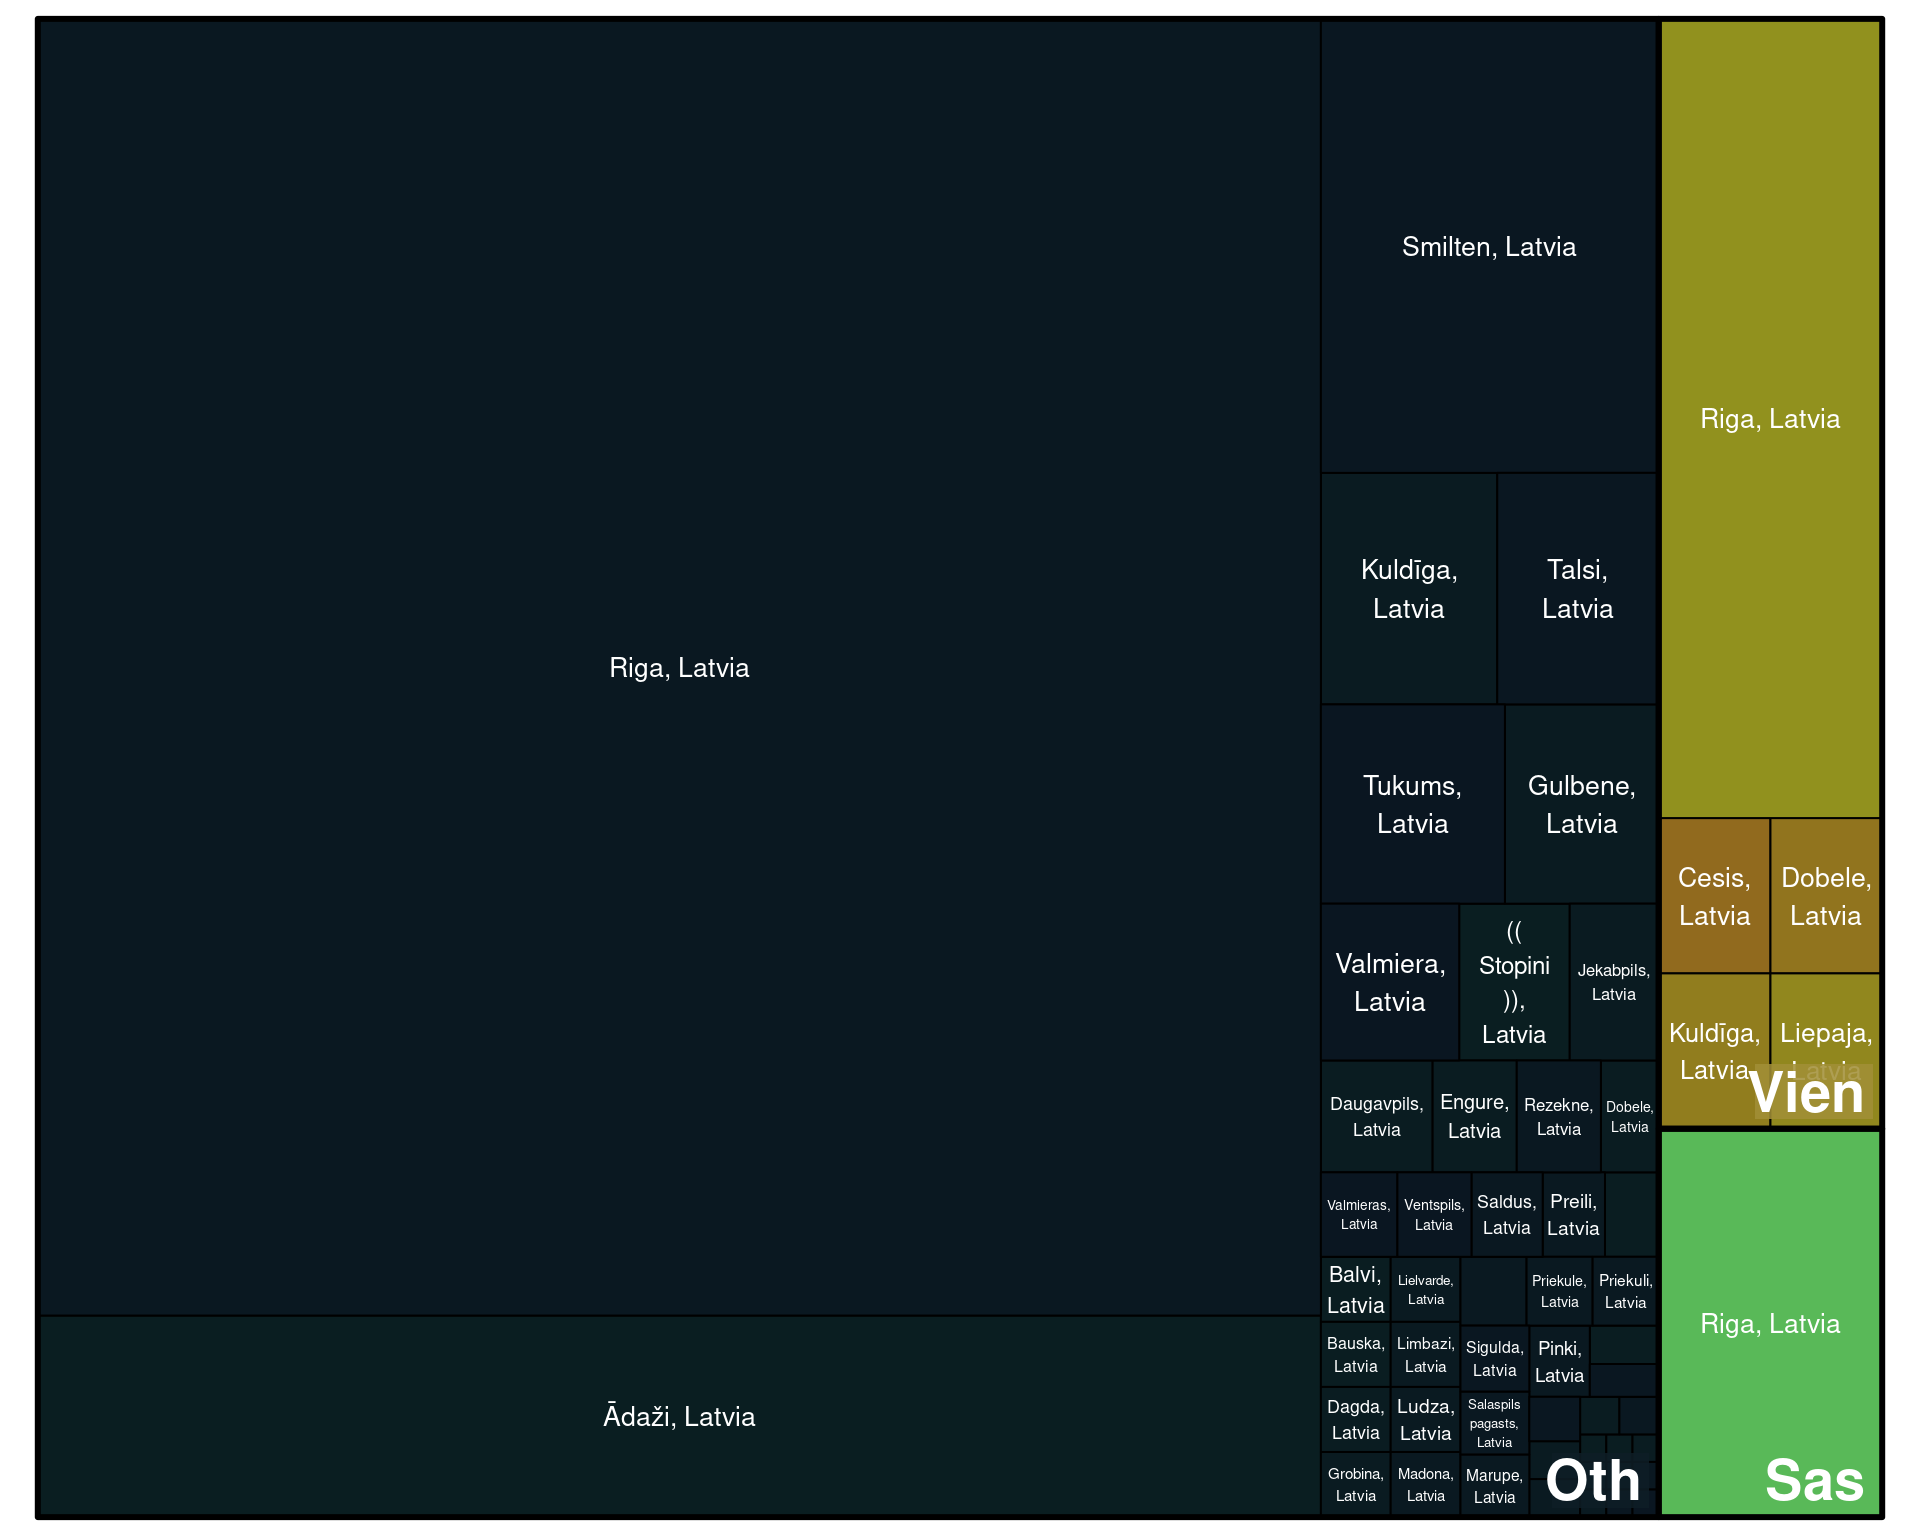 Riga, Latvia
Ādaži, Latvia
Smilten, Latvia
Kuldīga,
Latvia
Talsi,
Latvia
Tukums,
Latvia
Gulbene,
Latvia
Valmiera,
Latvia
((
Stopini
)),
Latvia
Jekabpils,
Latvia
Daugavpils,
Latvia
Engure,
Latvia
Rezekne,
Latvia
Dobele,
Latvia
Valmieras,
Latvia
Ventspils,
Latvia
Saldus,
Latvia
Preili,
Latvia
Balvi,
Latvia
Lielvarde,
Latvia
Priekule,
Latvia
Priekuli,
Latvia
Bauska,
Latvia
Limbazi,
Latvia
Sigulda,
Latvia
Pinki,
Latvia
Dagda,
Latvia
Ludza,
Latvia
Salaspils
pagasts,
Latvia
Grobina,
Latvia
Madona,
Latvia
Marupe,
Latvia
Oth
Riga, Latvia
Cesis,
Latvia
Dobele,
Latvia
Kuldīga,
Latvia
Liepaja,
Latvia
Vien
Riga, Latvia
Sas